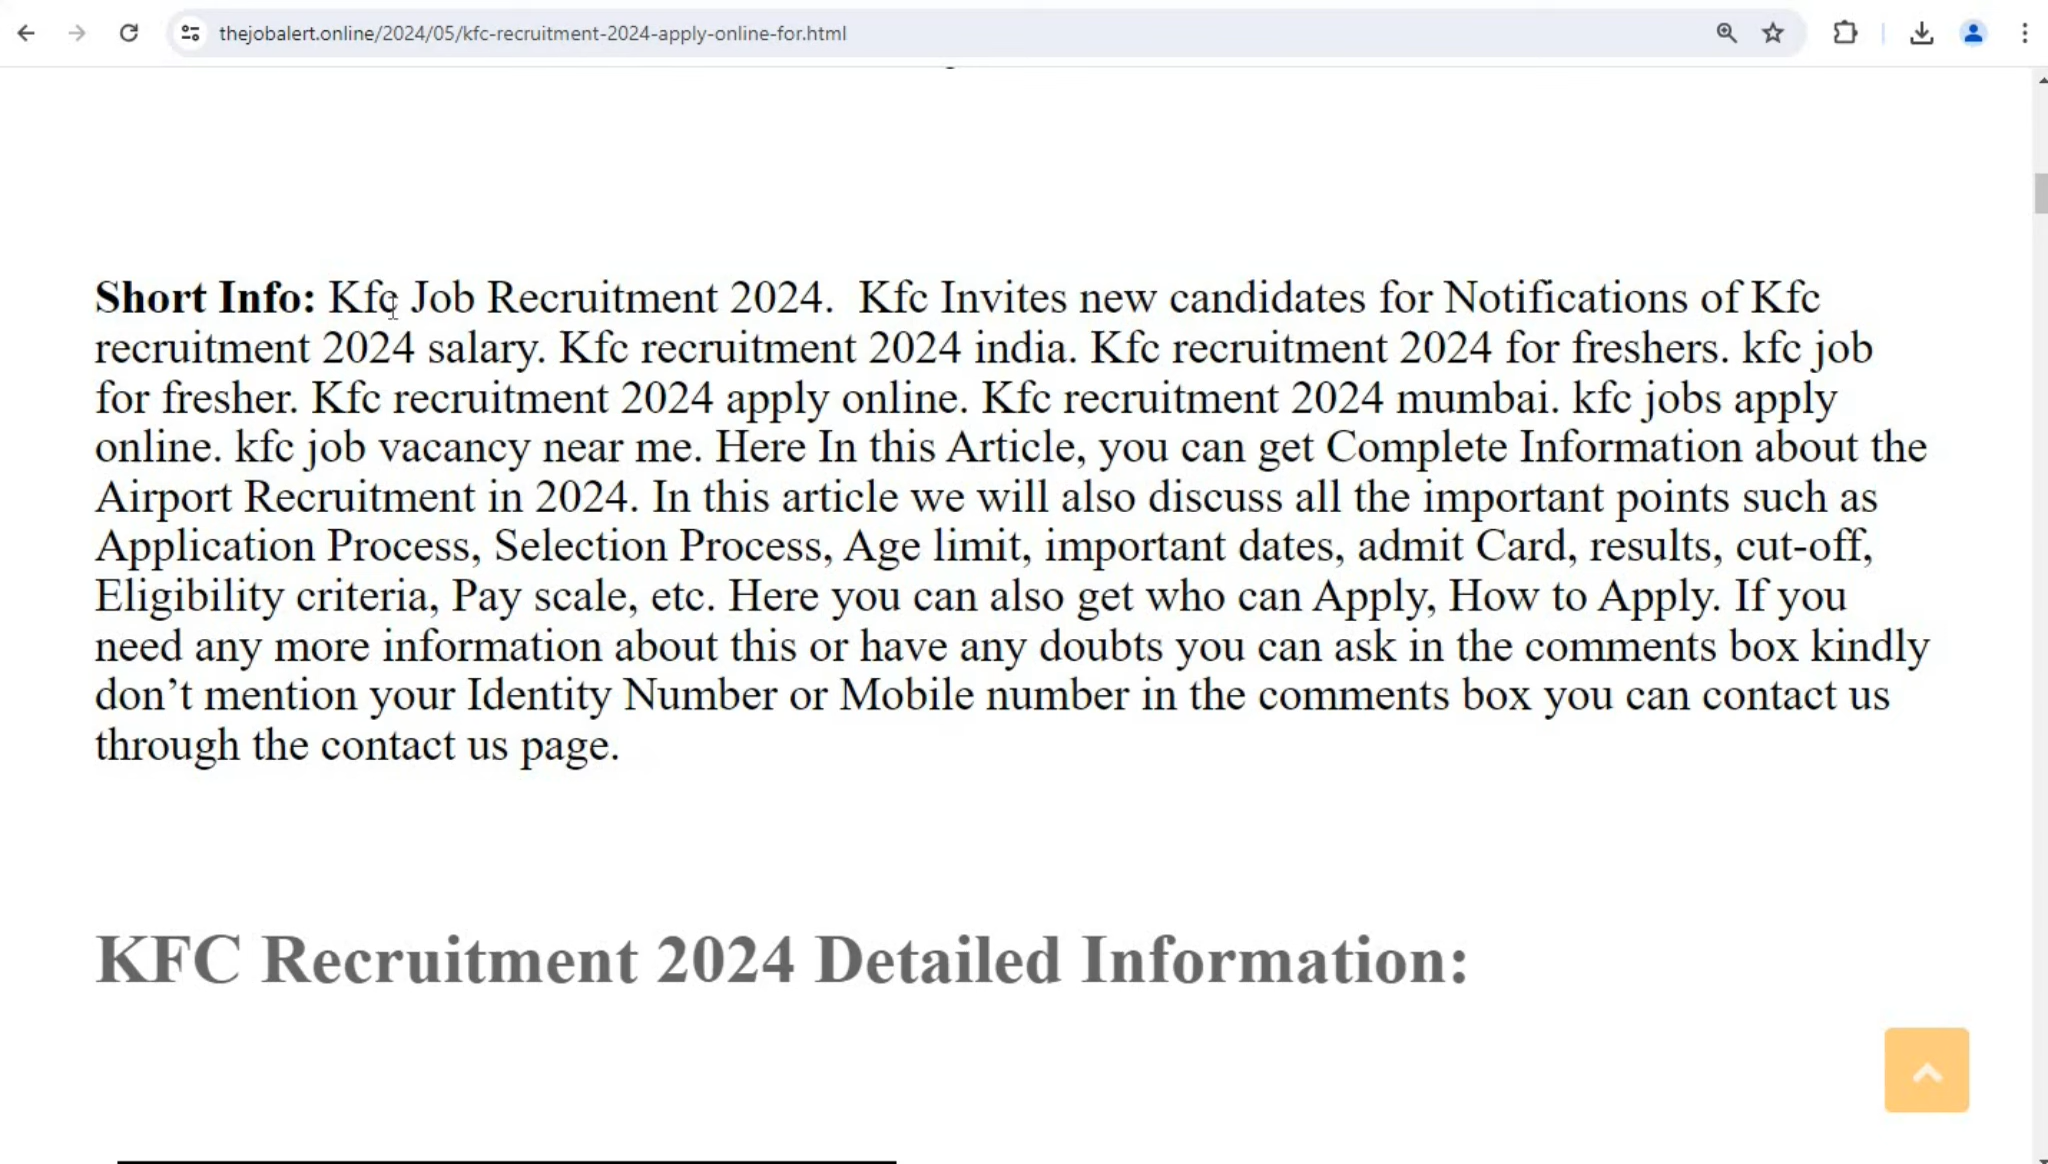 thejobalert.online/2024/05/kfc-recruitment-2024-apply-online-for.html
Short Info: Kfc Job Recruitment 2024.  Kfc Invites new candidates for Notifications of Kfc
recruitment 2024 salary. Kfc recruitment 2024 india. Kfc recruitment 2024 for freshers. kfc job
for fresher. Kfc recruitment 2024 apply online. Kfc recruitment 2024 mumbai. kfc jobs apply
online. kfc job vacancy near me. Here In this Article, you can get Complete Information about the
Airport Recruitment in 2024. In this article we will also discuss all the important points such as
Application Process, Selection Process, Age limit, important dates, admit Card, results, cut-off,
Eligibility criteria, Pay scale, etc. Here you can also get who can Apply, How to Apply. If you
need any more information about this or have any doubts you can ask in the comments box kindly
don’t mention your Identity Number or Mobile number in the comments box you can contact us
through the contact us page.
KFC Recruitment 2024 Detailed Information: